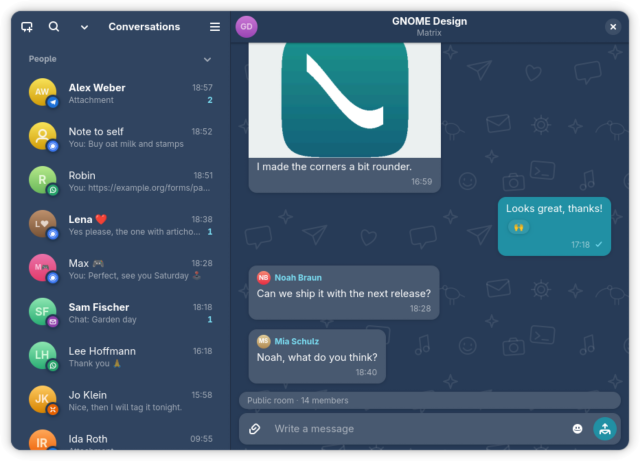 Conversations
People
AW
Alex Weber
18:57
Attachment
2
Note to self
18:52
You: Buy oat milk and stamps
R
Robin
18:51
You: https://example.org/forms/pa...
L❤
Lena ❤️
18:38
Yes please, the one with articho...
1
M🎮
Max 🎮
18:28
You: Perfect, see you Saturday
SF
Sam Fischer
18:18
Chat: Garden day
1
LH
Lee Hoffmann
16:18
Thank you 🙏
JK
Jo Klein
15:58
Nice, then I will tag it tonight.
IR
Ida Roth
09:55
GD
GNOME Design
Matrix
I made the corners a bit rounder.
16:59
Looks great, thanks!
🙌
17:18
NB
Noah Braun
Can we ship it with the next release?
18:28
MS
Mia Schulz
Noah, what do you think?
18:40
Public room · 14 members
Write a message